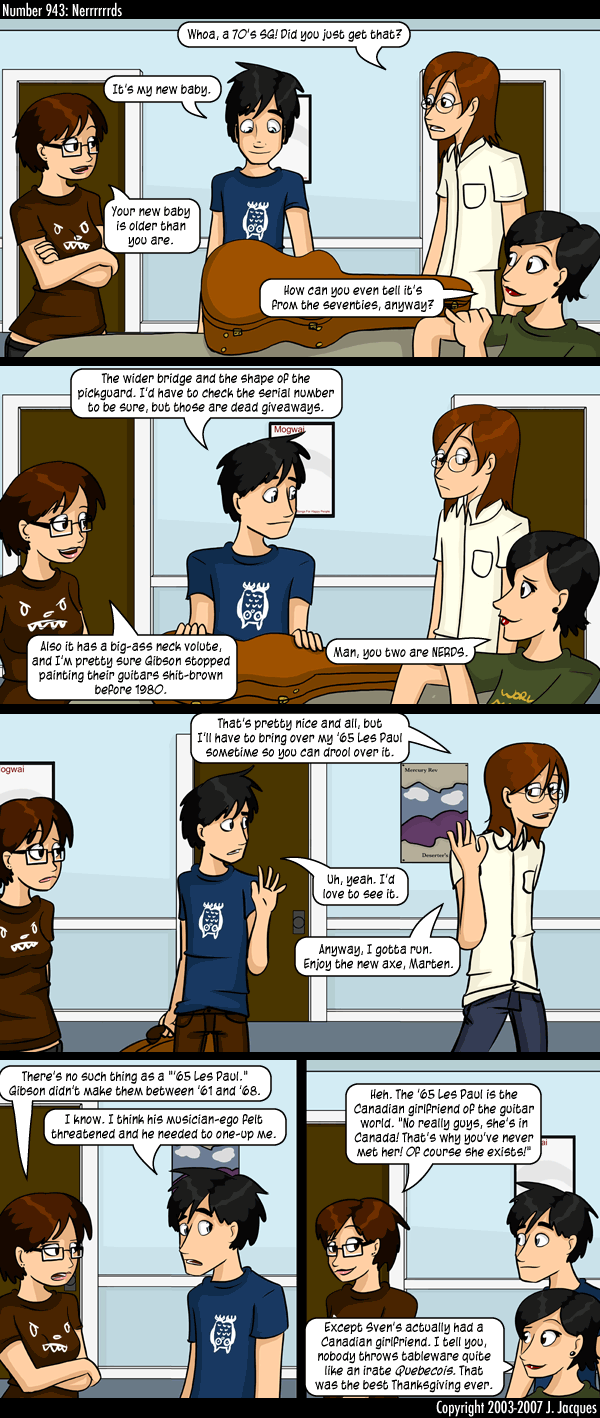 Number 943: Nerrrrrds
Whoa, a 70's SG! Did you just get that?
It's my new baby.
Your new baby
is older than
you are.
How can you even tell it's
from the seventies, anyway?
The wider bridge and the shape of the
pickguard. I'd have to check the serial number
to be sure, but those are dead giveaways.
Mogwai
Songs For Happy People
Also it has a big-ass neck volute,
and I'm pretty sure Gibson stopped
painting their guitars shit-brown
before 1980.
Man, you two are NERDS.
WORL
That's pretty nice and all, but
I'll have to bring over my '65 Les Paul
sometime so you can drool over it.
ogwai
Mercury Rev
Deserter's
Uh, yeah. I'd
love to see it.
Anyway, I gotta run.
Enjoy the new axe, Marten.
There's no such thing as a "'65 Les Paul."
Gibson didn't make them between '61 and '68.
I know. I think his musician-ego felt
threatened and he needed to one-up me.
Heh. The '65 Les Paul is the
Canadian girlfriend of the guitar
world. "No really guys, she's in
Canada! That's why you've never
met her! Of course she exists!"
ai
Except Sven's actually had a
Canadian girlfriend. I tell you,
nobody throws tableware quite
like an irate Quebecois. That
was the best Thanksgiving ever.
Copyright 2003-2007 J. Jacques